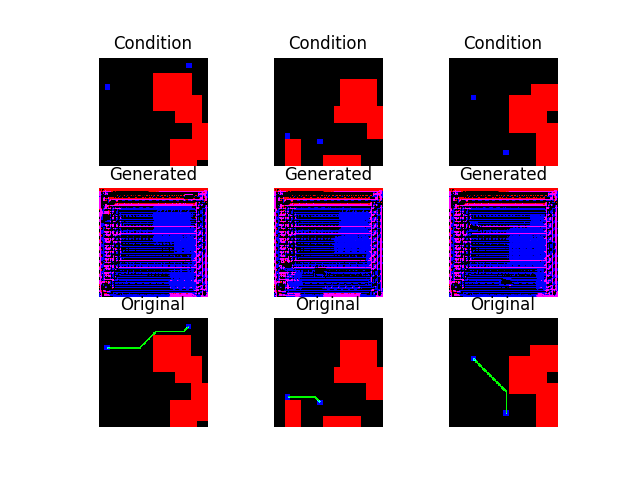 Condition Condition Condition
Generated Generated Generated
Original Original Original